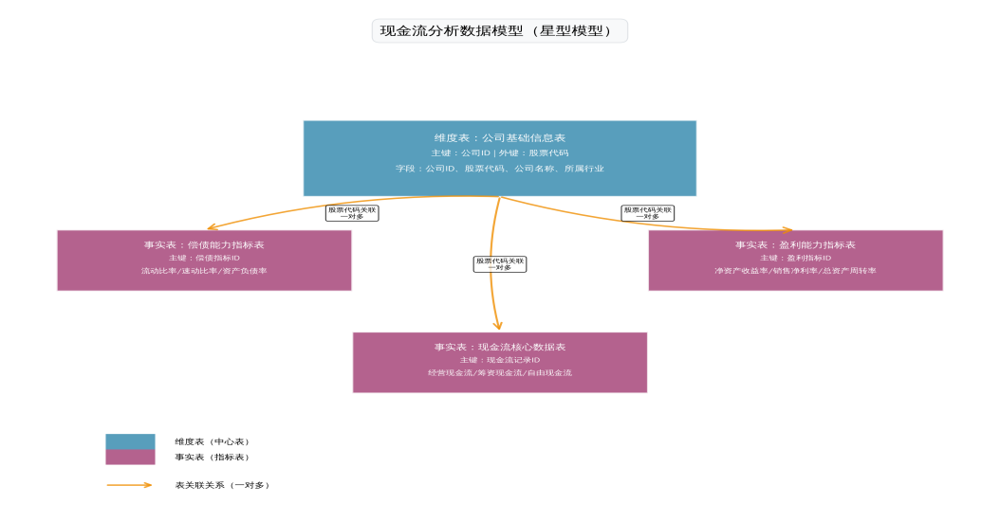 现金流分析数据模型（星型模型）
维度表：公司基础信息表
主键：公司ID | 外键：股票代码
字段：公司ID、股票代码、公司名称、所属行业
股票代码关联
一对多
股票代码关联
一对多
事实表：偿债能力指标表
主键：偿债指标ID
流动比率/速动比率/资产负债率
股票代码关联
一对多
事实表：盈利能力指标表
主键：盈利指标ID
净资产收益率/销售净利率/总资产周转率
事实表：现金流核心数据表
主键：现金流记录ID
经营现金流/筹资现金流/自由现金流
维度表（中心表）
事实表（指标表）
表关联关系（一对多）